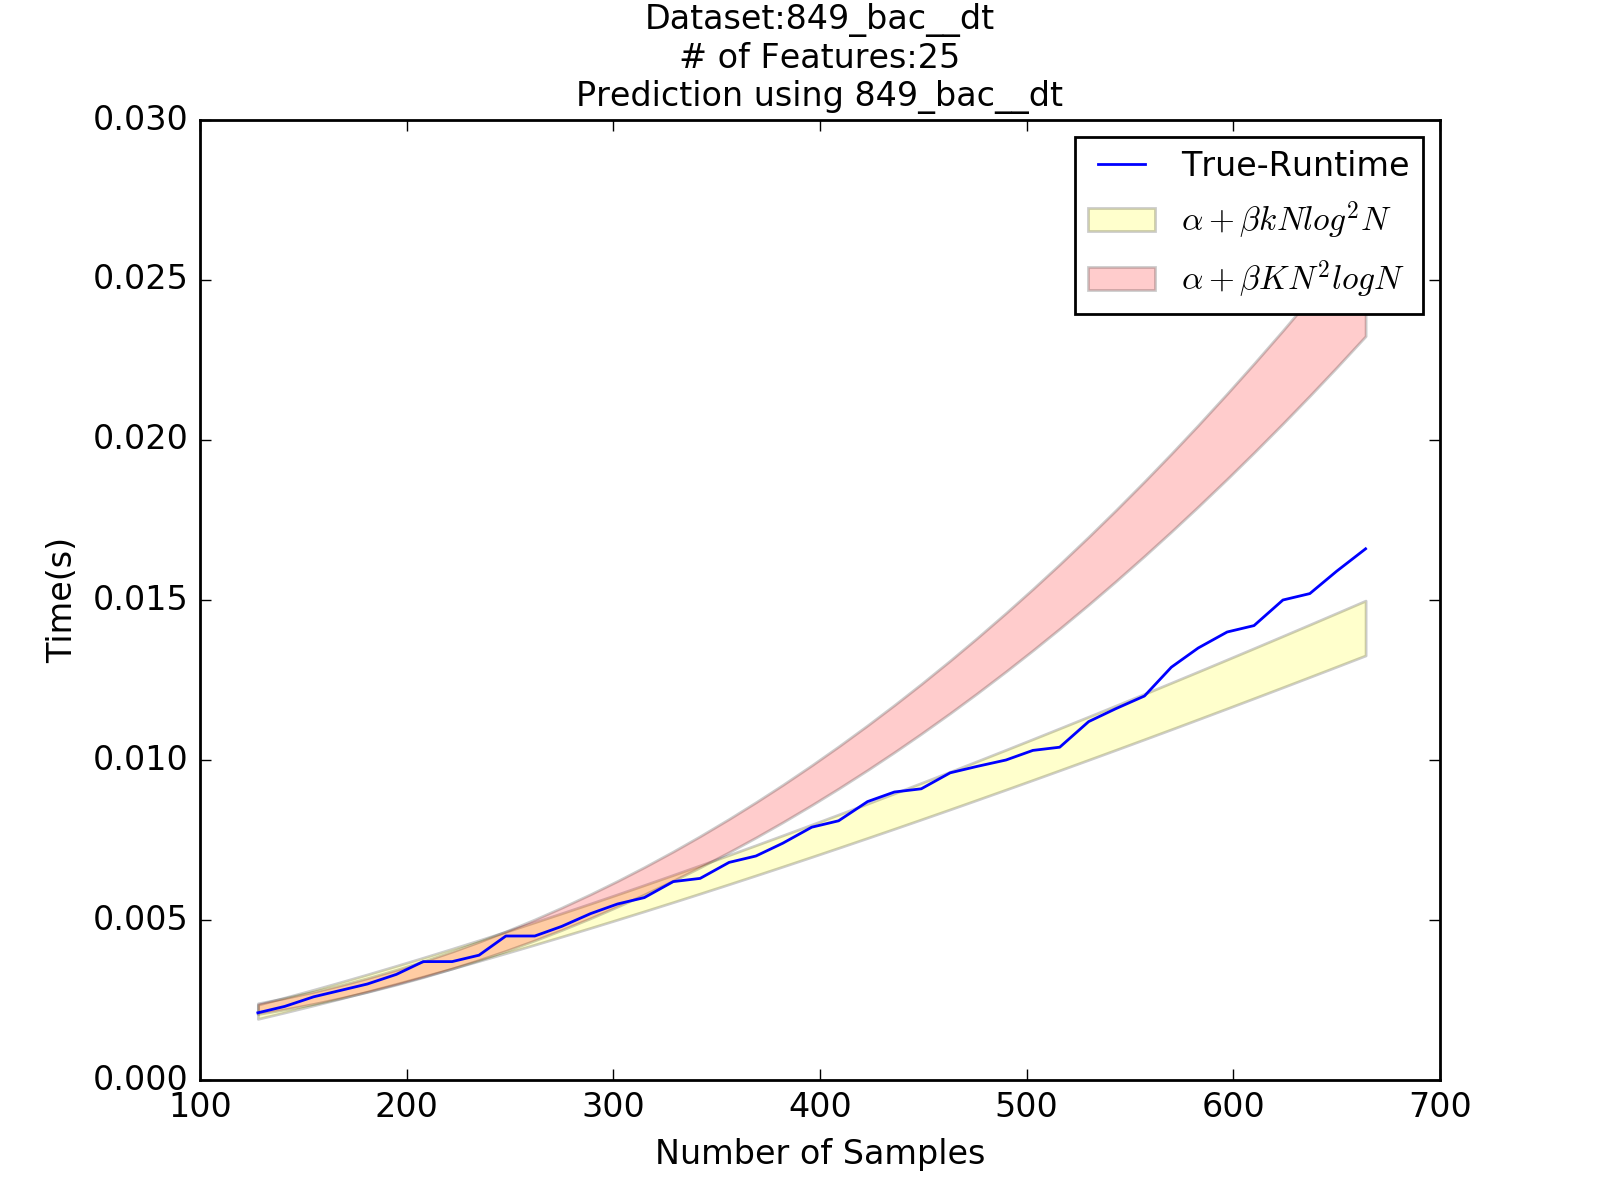 Dataset:849_bac__dt
# of Features:25
Prediction using 849_bac__dt
True-Runtime
α + βkNlog²N
α + βKN²logN
0.030
0.025
0.020
0.015
0.010
0.005
0.000
Time(s)
100 200 300 400 500 600 700
Number of Samples